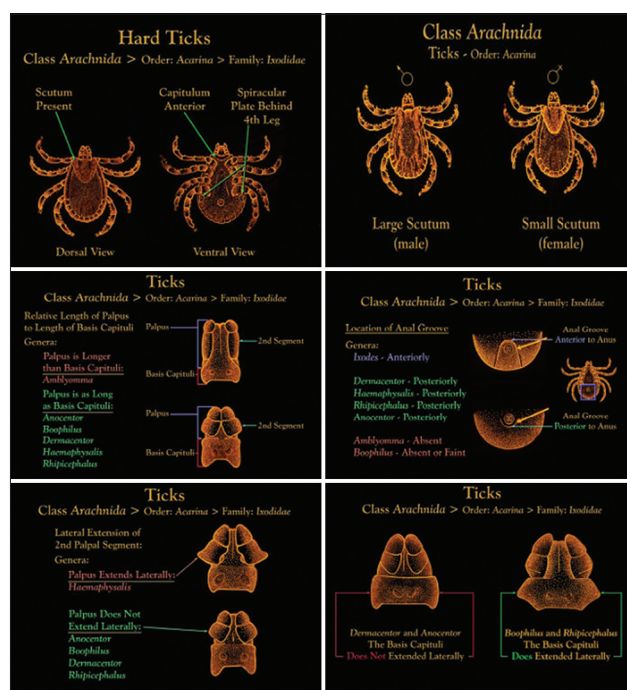 Hard Ticks
Class Arachnida > Order: Acarina > Family: Ixodidae
Scutum
Present
Capitulum
Anterior
Spiracular
Plate Behind
4th Leg
Dorsal View
Ventral View
Class Arachnida
Ticks - Order: Acarina
Large Scutum
(male)
Small Scutum
(female)
Ticks
Class Arachnida > Order: Acarina > Family: Ixodidae
Relative Length of Palpus
to Length of Basis Capituli
Genera:
Palpus is Longer
than Basis Capituli:
Amblyomma
Palpus is as Long
as Basis Capituli:
Anocentor
Boophilus
Dermacentor
Haemaphysalis
Rhipicephalus
Palpus
2nd Segment
Basis Capituli
Palpus
2nd Segment
Basis Capituli
Ticks
Class Arachnida > Order: Acarina > Family: Ixodidae
Location of Anal Groove
Genera:
Ixodes - Anteriorly
Dermacentor - Posteriorly
Haemaphysalis - Posteriorly
Rhipicephalus - Posteriorly
Anocentor - Posteriorly
Amblyomma - Absent
Boophilus - Absent or Faint
Anal Groove
Anterior to Anus
Anal Groove
Posterior to Anus
Ticks
Class Arachnida > Order: Acarina > Family: Ixodidae
Lateral Extension of
2nd Palpal Segment:
Genera:
Palpus Extends Laterally:
Haemaphysalis
Palpus Does Not
Extend Laterally:
Anocentor
Boophilus
Dermacentor
Rhipicephalus
Ticks
Class Arachnida > Order: Acarina > Family: Ixodidae
Dermacentor and Anocentor
The Basis Capituli
Does Not Extended Laterally
Boophilus and Rhipicephalus
The Basis Capituli
Does Extended Laterally